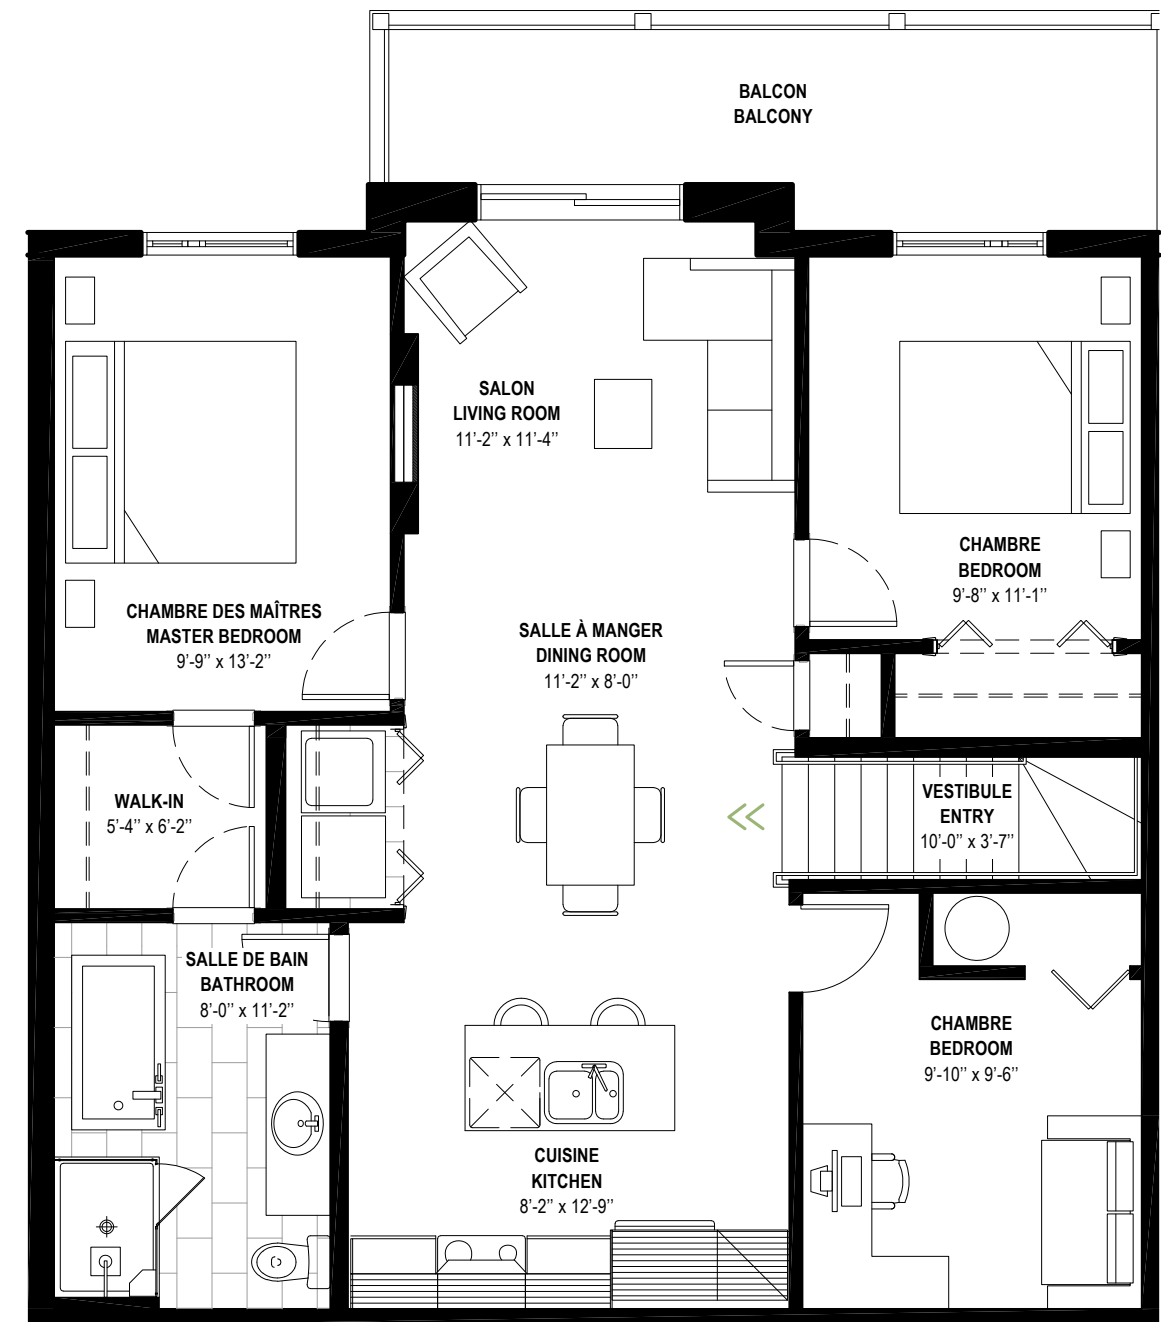 BALCON
BALCONY
SALON
LIVING ROOM
11'-2'' x 11'-4''
CHAMBRE
BEDROOM
9'-8'' x 11'-1''
CHAMBRE DES MAÎTRES
MASTER BEDROOM
9'-9'' x 13'-2''
SALLE À MANGER
DINING ROOM
11'-2'' x 8'-0''
WALK-IN
5'-4'' x 6'-2''
VESTIBULE
ENTRY
10'-0'' x 3'-7''
SALLE DE BAIN
BATHROOM
8'-0'' x 11'-2''
CHAMBRE
BEDROOM
9'-10'' x 9'-6''
CUISINE
KITCHEN
8'-2'' x 12'-9''